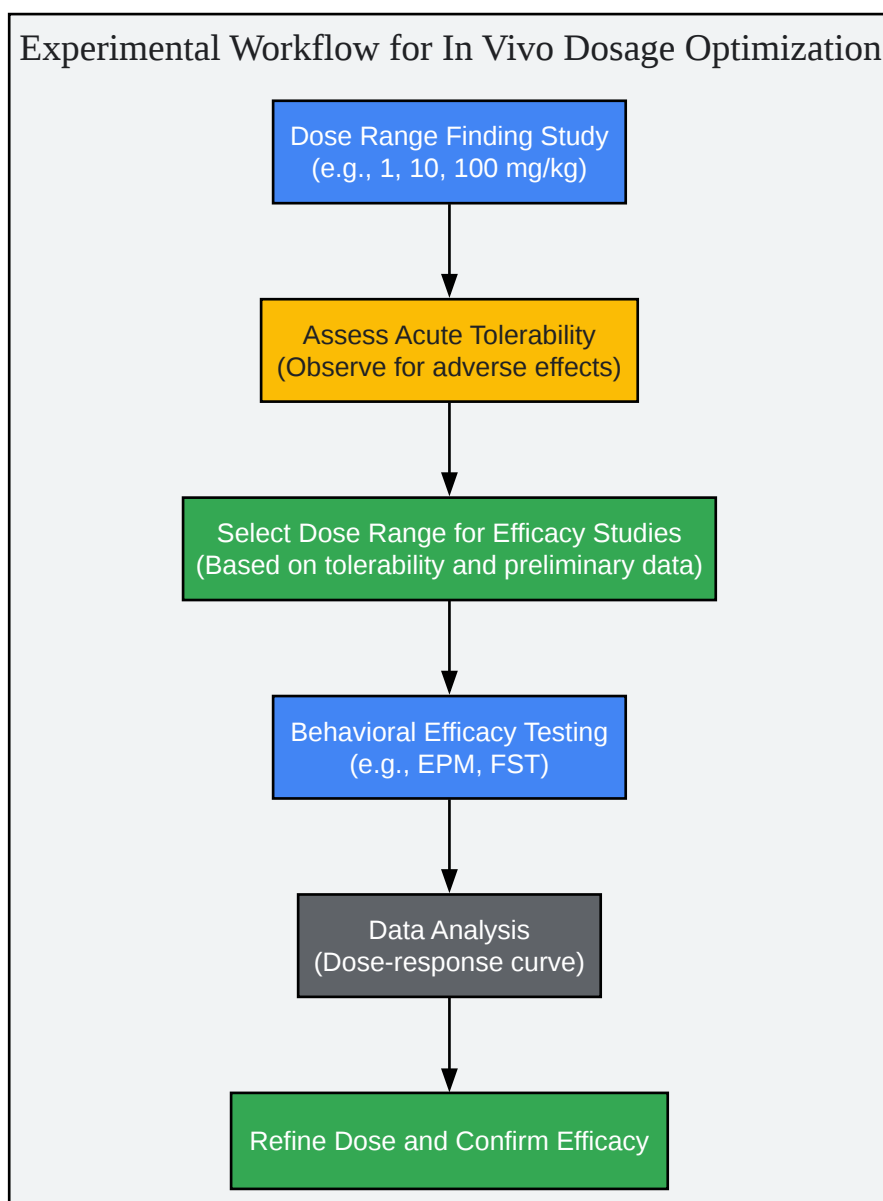 Experimental Workflow for In Vivo Dosage Optimization
Dose Range Finding Study
(e.g., 1, 10, 100 mg/kg)
Assess Acute Tolerability
(Observe for adverse effects)
Select Dose Range for Efficacy Studies
(Based on tolerability and preliminary data)
Behavioral Efficacy Testing
(e.g., EPM, FST)
Data Analysis
(Dose-response curve)
Refine Dose and Confirm Efficacy